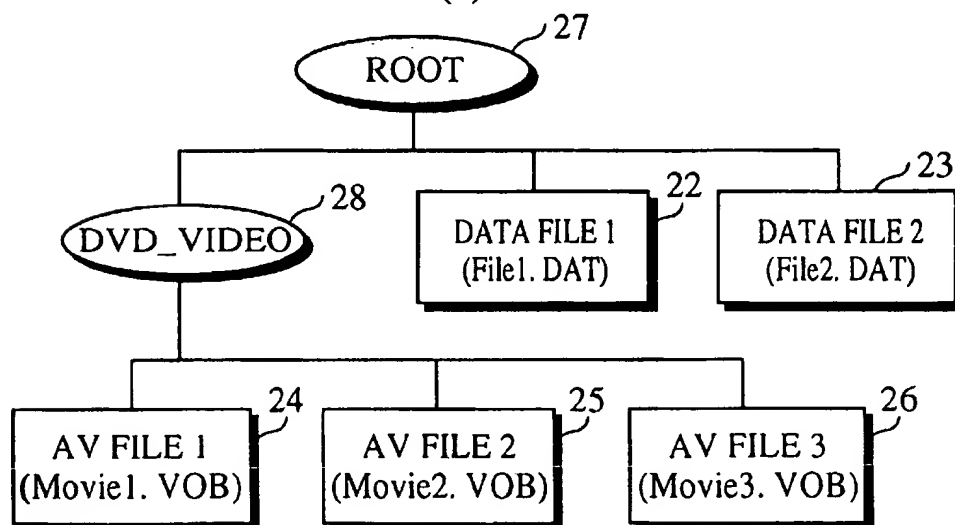 27
ROOT
28
DVD_VIDEO
22
DATA FILE 1
(File1. DAT)
23
DATA FILE 2
(File2. DAT)
24
AV FILE 1
(Movie1. VOB)
25
AV FILE 2
(Movie2. VOB)
26
AV FILE 3
(Movie3. VOB)